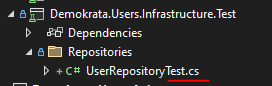 Demokrata.Users.Infrastructure.Test
Dependencies
Repositories
C# UserRepositoryTest.cs